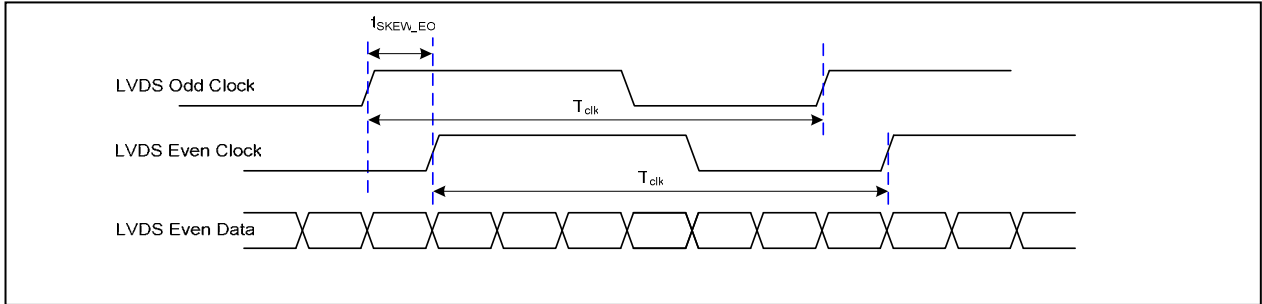 tSKEW_EO
LVDS Odd Clock
Tclk
LVDS Even Clock
Tclk
LVDS Even Data